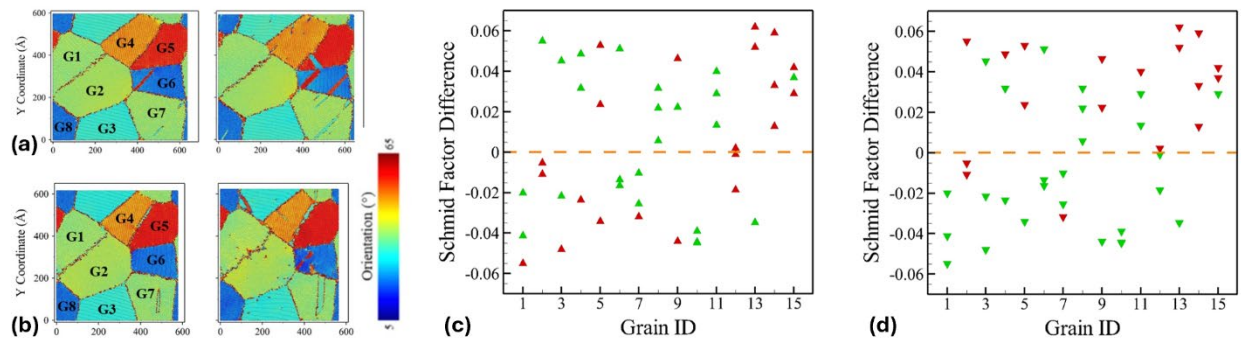 Y Coordinate (Å)
600
400
200
0
G1
G2
G3
G4
G5
G6
G7
G8
0 200 400 600
0 200 400 600
(a)
Y Coordinate (Å)
600
400
200
0
G1
G2
G3
G4
G5
G6
G7
G8
0 200 400 600
0 200 400 600
(b)
65
Orientation (°)
5
(c)
Schmid Factor Difference
0.06
0.04
0.02
0
-0.02
-0.04
-0.06
1 3 5 7 9 11 13 15
Grain ID
(d)
Schmid Factor Difference
0.06
0.04
0.02
0
-0.02
-0.04
-0.06
1 3 5 7 9 11 13 15
Grain ID